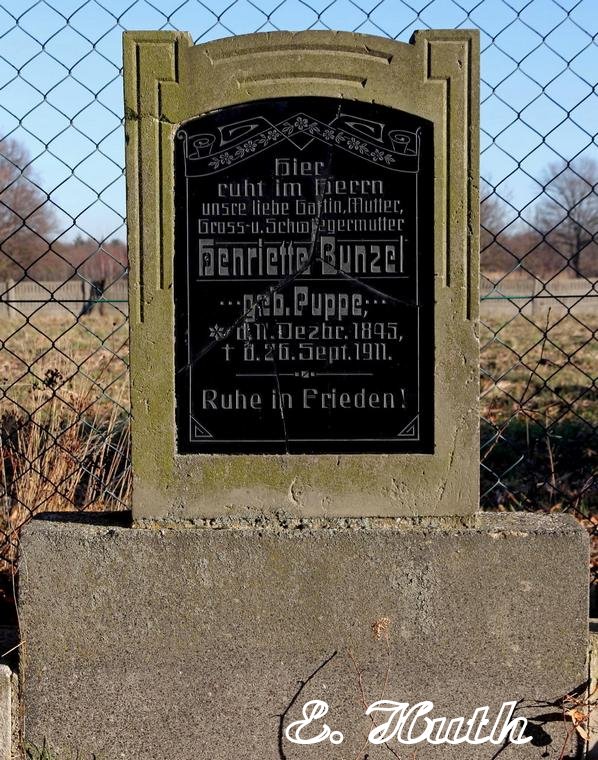 Hier
ruht im Herrn
unsre liebe Gattin, Mutter,
Gross- u. Schwiegermutter
Henriette Bunzel
geb. Puppe,
* d. 11. Dezbr. 1845,
† d. 26. Sept. 1911.
Ruhe in Frieden!
E. Huth